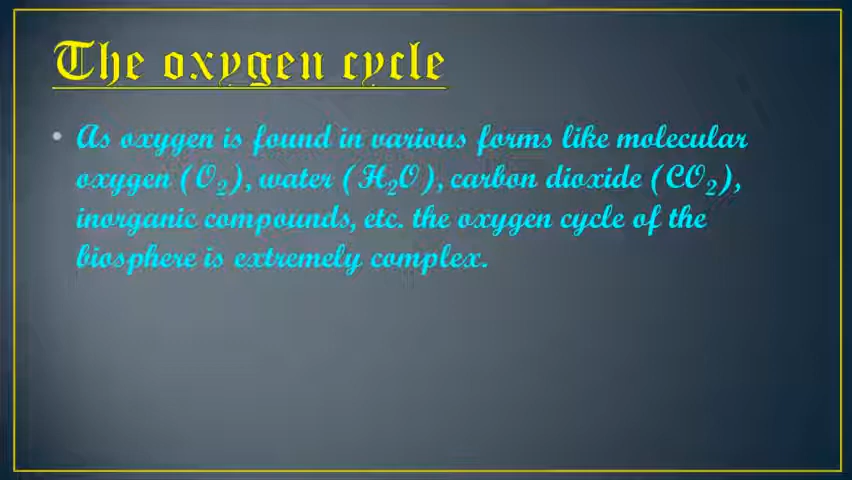 The oxygen cycle
• As oxygen is found in various forms like molecular
oxygen (O₂), water (H₂O), carbon dioxide (CO₂),
inorganic compounds, etc. the oxygen cycle of the
biosphere is extremely complex.